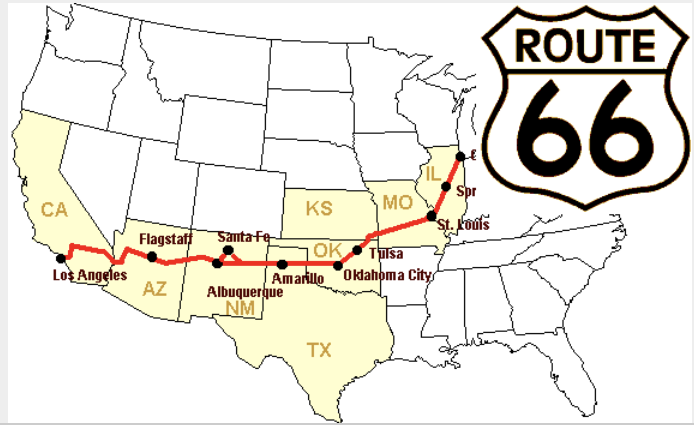 ROUTE
66
IL
Spr
MO
KS
CA
St. Louis
Santa Fe
Flagstaff
OK
Tulsa
Los Angeles
Amarillo
Oklahoma City
AZ
Albuquerque
NM
TX